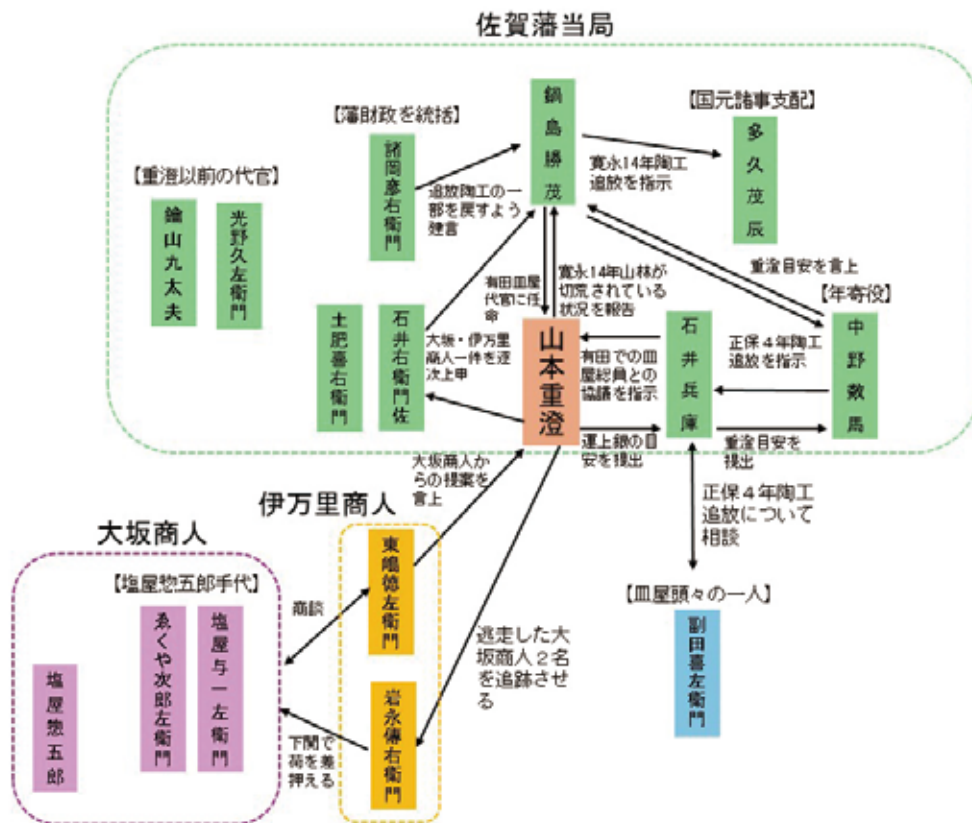 佐賀藩当局
【藩財政を統括】
鍋島勝茂
【国元諸事支配】
諸岡彦右衛門
多久茂辰
【重澄以前の代官】
追放陶工の一
部を戻すよう
建言
寛永14年陶工
追放を指示
鐘山九太夫
光野久左衛門
有田皿屋
代官に任
命
寛永14年山林が
切荒されている
状況を報告
重澄目安を言上
【年寄役】
土肥喜右衛門
石井右衛門佐
大坂・伊万里
商人一件を逐
次上申
山本重澄
有田での皿
屋総員との
協議を指示
石井兵庫
正保4年陶工
追放を指示
中野数馬
運上銀の目
安を提出
重澄目安を
提出
大坂商人か
らの提案を
言上
伊万里商人
正保4年陶工
追放について
相談
大坂商人
【塩屋惣五郎手代】
東嶋徳左衛門
商談
【皿屋頭々の一人】
逃走した大
坂商人2名
を追跡させ
る
副田喜左衛門
塩屋惣五郎
ゑくや次郎左衛門
塩屋与一左衛門
岩永傳右衛門
下関で
荷を差
押える